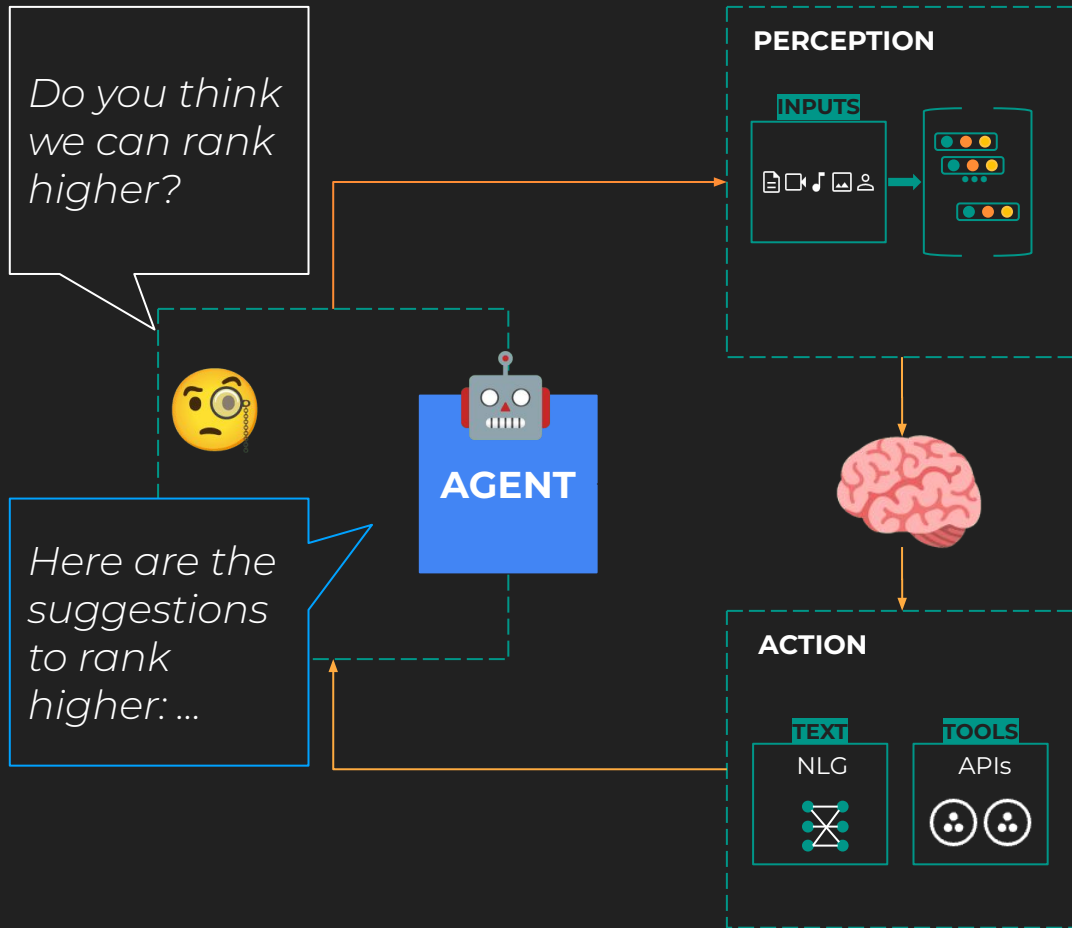 Do you think
we can rank
higher?
PERCEPTION
INPUTS
AGENT
Here are the
suggestions
to rank
higher: ...
ACTION
TEXT
NLG
TOOLS
APIs